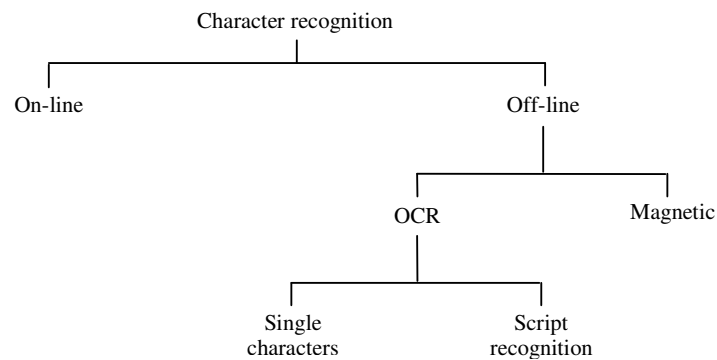 Character recognition
On-line
Off-line
OCR
Magnetic
Single
characters
Script
recognition